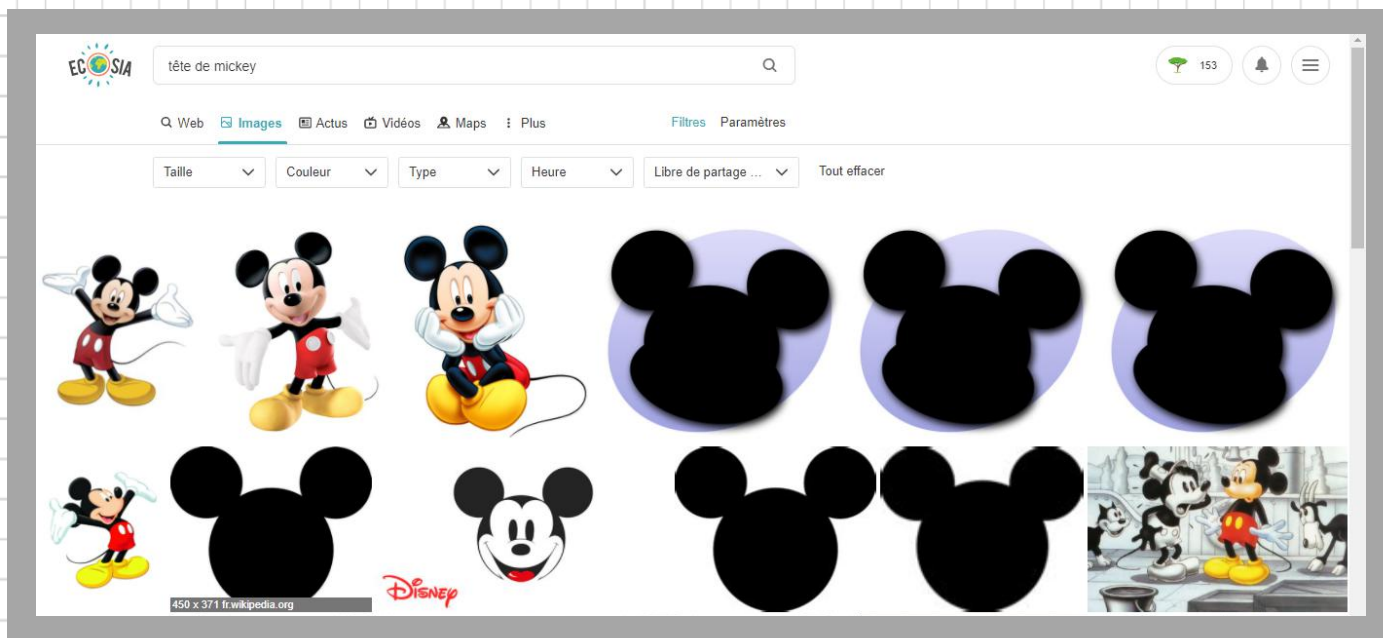 ECOSIA
tête de mickey
153
Web Images Actus Vidéos Maps Plus Filtres Paramètres
Taille Couleur Type Heure Libre de partage ... Tout effacer
450 x 371 fr.wikipedia.org
DISNEY